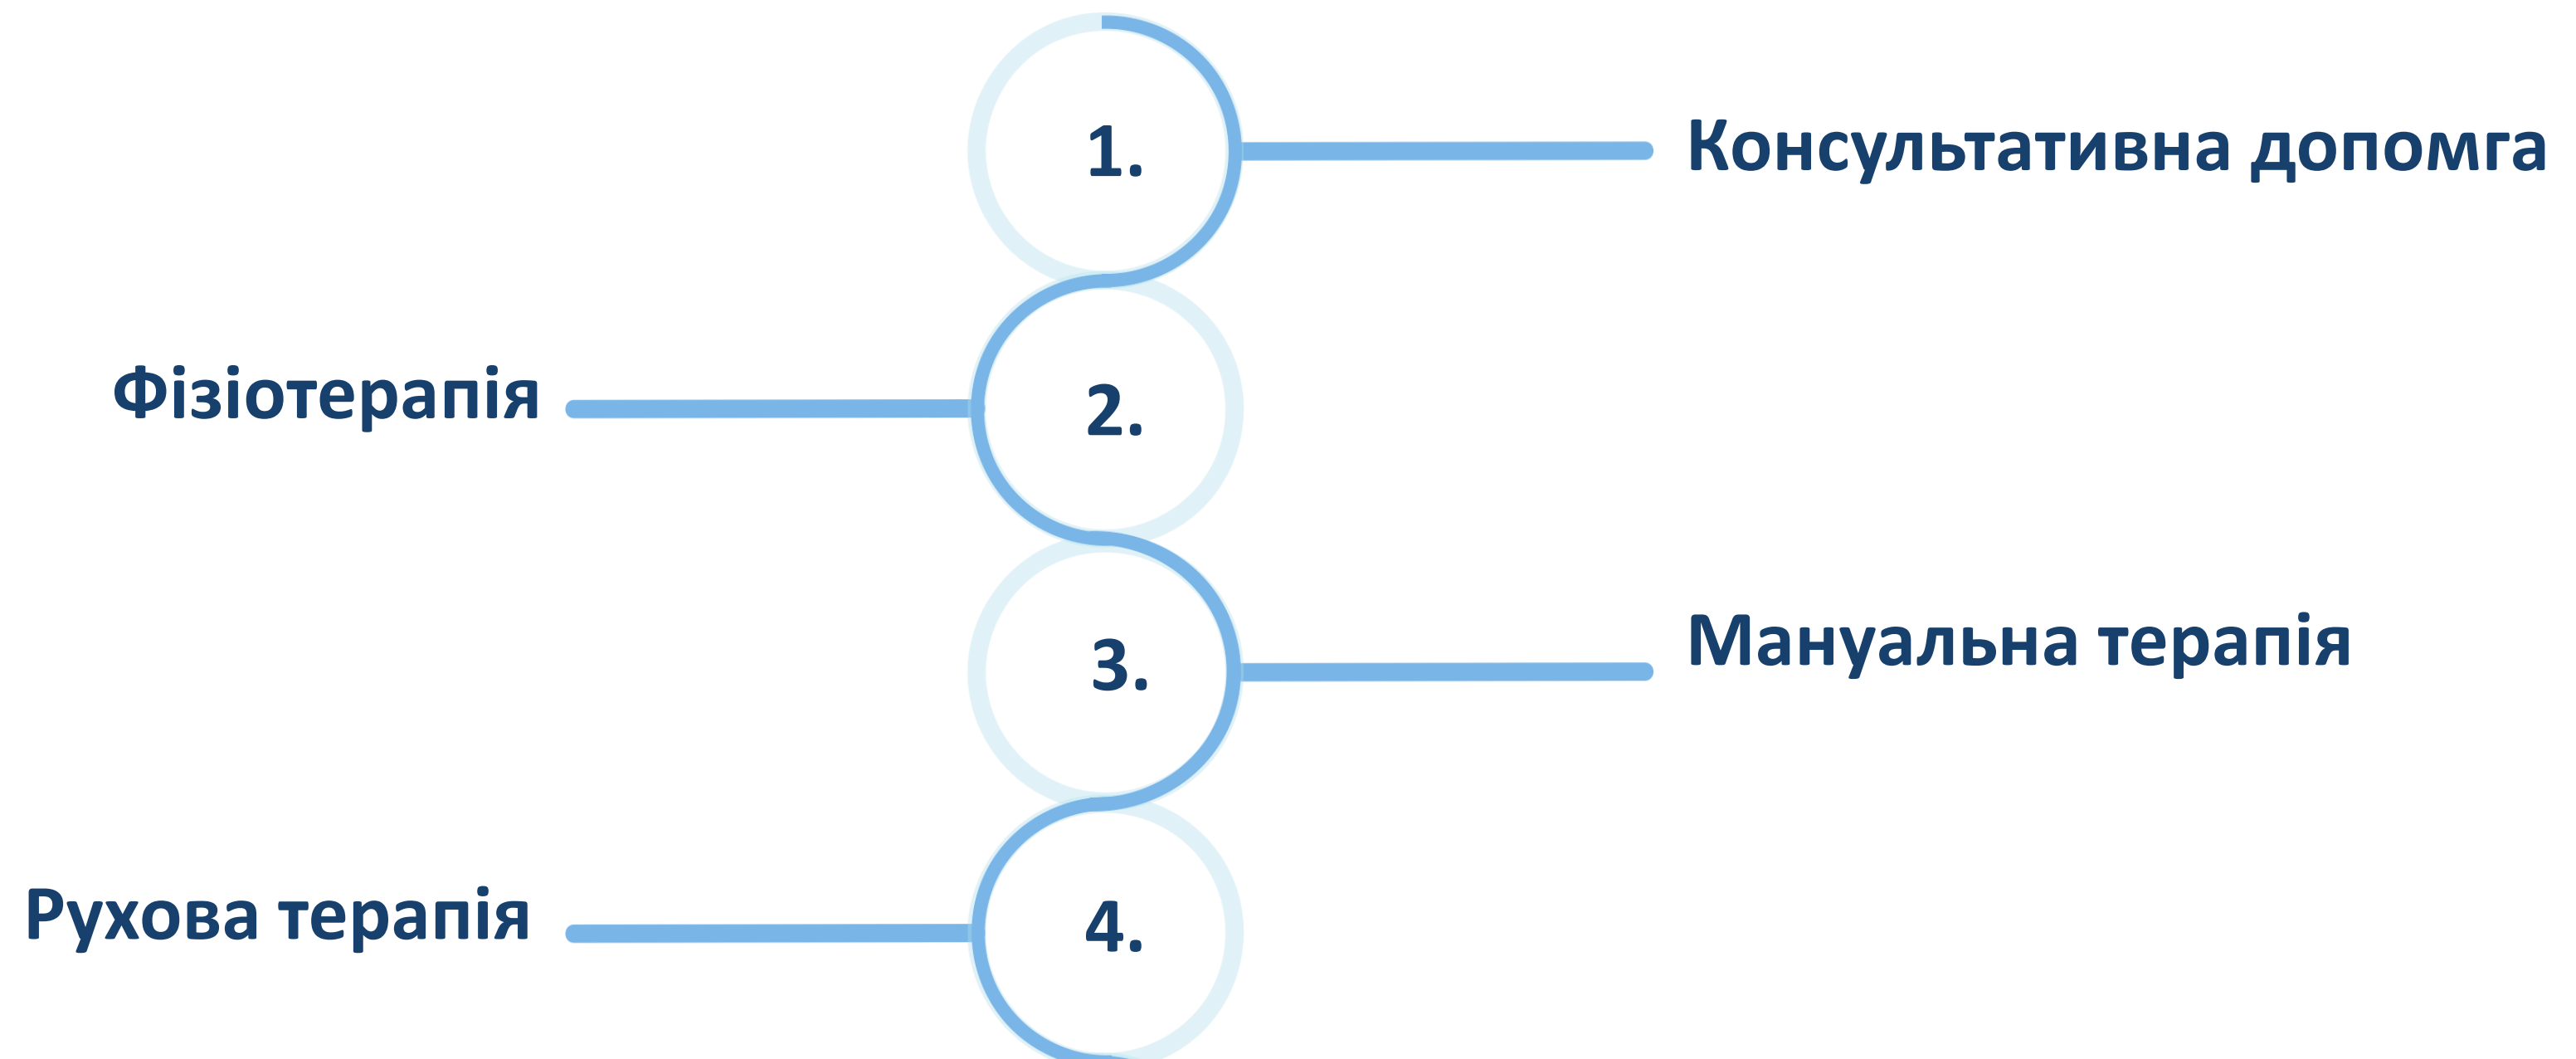 1.
Консультативна допомга
Фізіотерапія
2.
3.
Мануальна терапія
Рухова терапія
4.